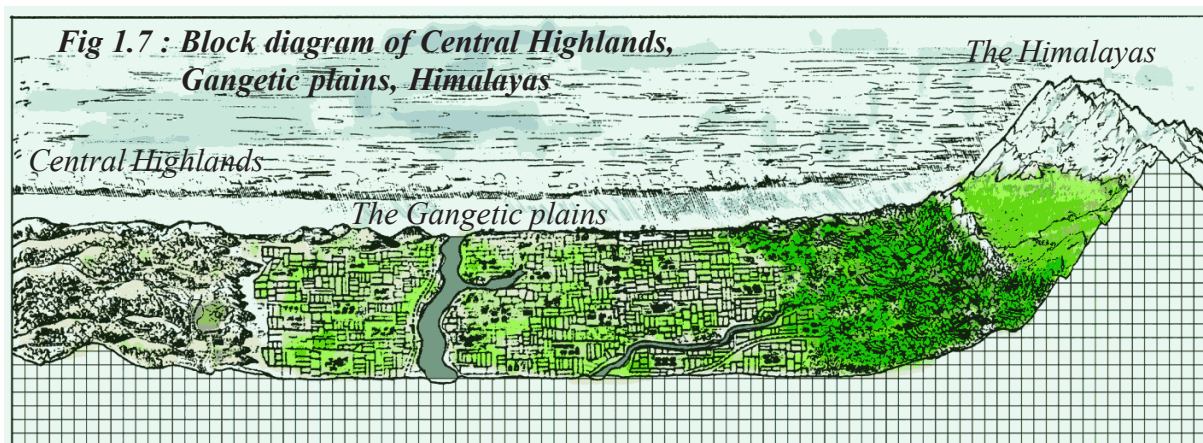 Fig 1.7 : Block diagram of Central Highlands,
Gangetic plains, Himalayas
The Himalayas
Central Highlands
The Gangetic plains